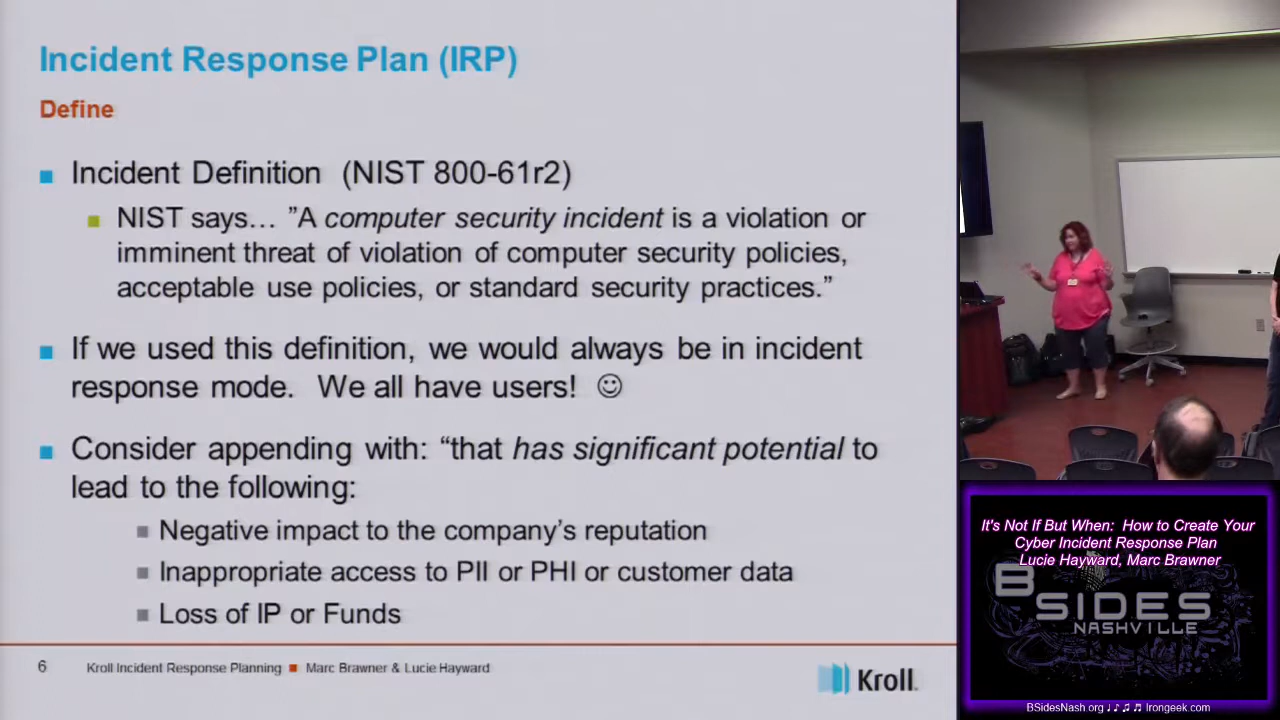 Incident Response Plan (IRP)
Define
Incident Definition (NIST 800-61r2)
NIST says… ”A computer security incident is a violation or
imminent threat of violation of computer security policies,
acceptable use policies, or standard security practices.”
If we used this definition, we would always be in incident
response mode. We all have users! ☺
Consider appending with: “that has significant potential to
lead to the following:
Negative impact to the company’s reputation
Inappropriate access to PII or PHI or customer data
Loss of IP or Funds
6 Kroll Incident Response Planning ■ Marc Brawner & Lucie Hayward
Kroll.
It's Not If But When: How to Create Your
Cyber Incident Response Plan
Lucie Hayward, Marc Brawner
BSIDES
NASHVILLE
BSidesNash.org ♩ ♪ ♫ ♬ Irongeek.com